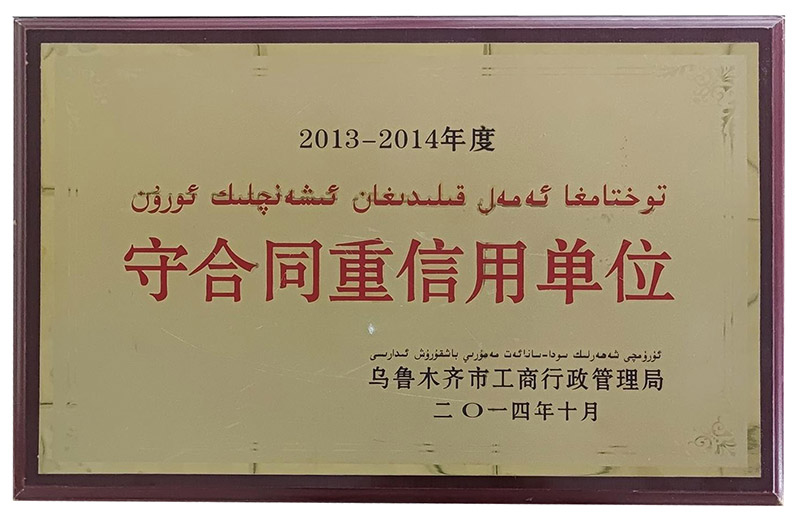 2013-2014年度
توختامغا ئەمەل قىلىدىغان ئىشەنچلىك ئورۇن
守合同重信用单位
ئۈرۈمچى شەھەرلىك سودا-سانائەت مەمۇرىي باشقۇرۇش ئىدارىسى
乌鲁木齐市工商行政管理局
二〇一四年十月